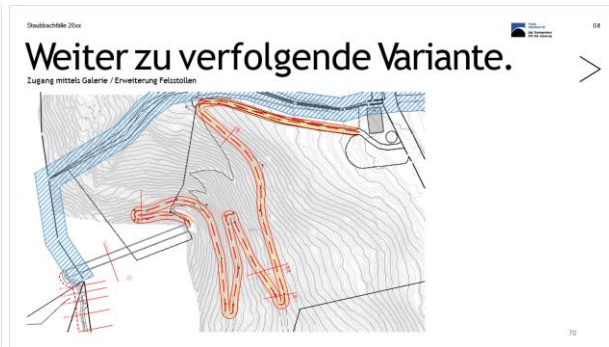 Staubbachfälle 20xx
08
Weiter zu verfolgende Variante.
Zugang mittels Galerie / Erweiterung Felsstollen
70